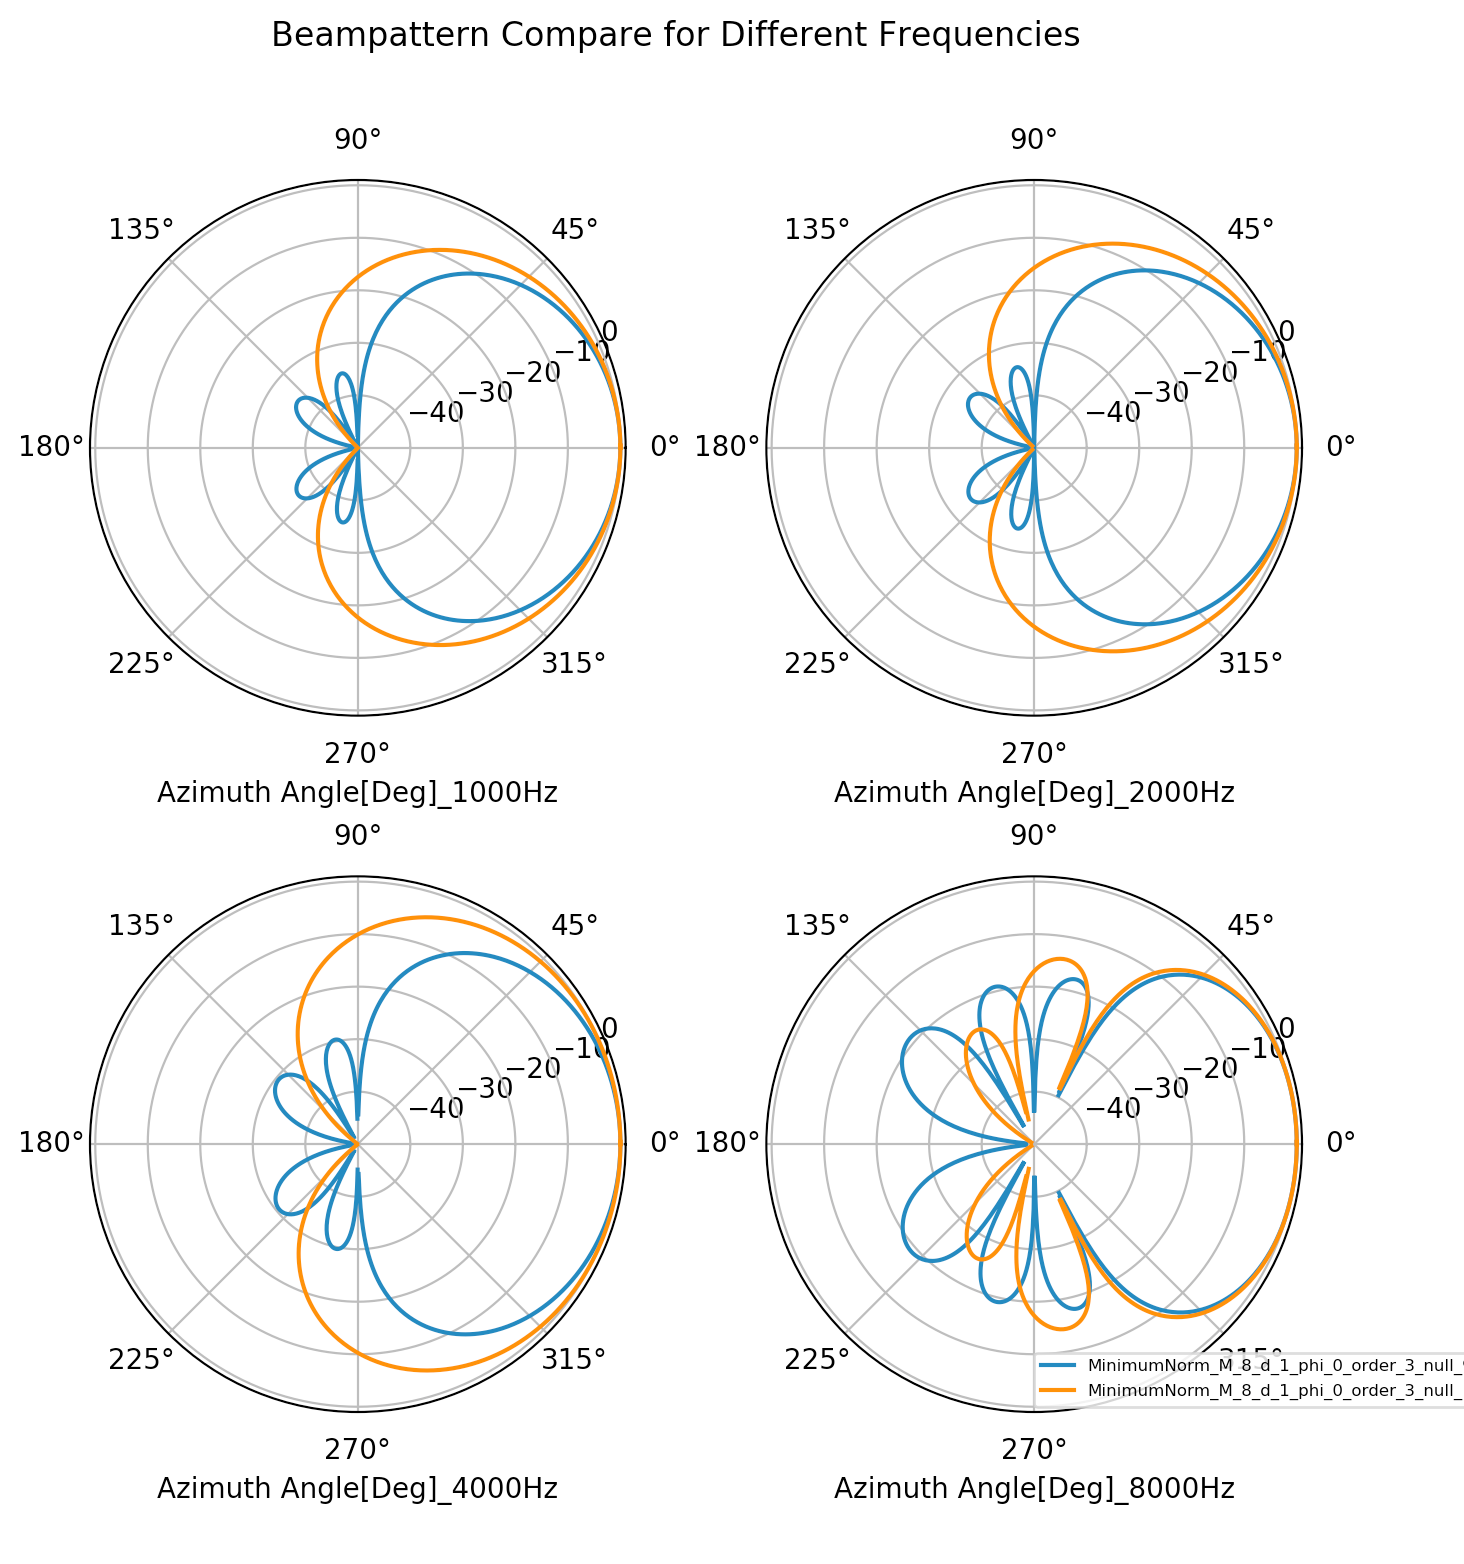 Beampattern Compare for Different Frequencies
90° 90°
135° 45° 135° 45°
0 0
−10 −10
−20 −20
−30 −30
−40 −40
180° 0° 180° 0°
225° 315° 225° 315°
270° 270°
Azimuth Angle[Deg]_1000Hz Azimuth Angle[Deg]_2000Hz
90° 90°
135° 45° 135° 45°
0 0
−10 −10
−20 −20
−30 −30
−40 −40
180° 0° 180° 0°
225° 315° 225° 315°
MinimumNorm_M_8_d_1_phi_0_order_3_null_
MinimumNorm_M_8_d_1_phi_0_order_3_null_
270° 270°
Azimuth Angle[Deg]_4000Hz Azimuth Angle[Deg]_8000Hz